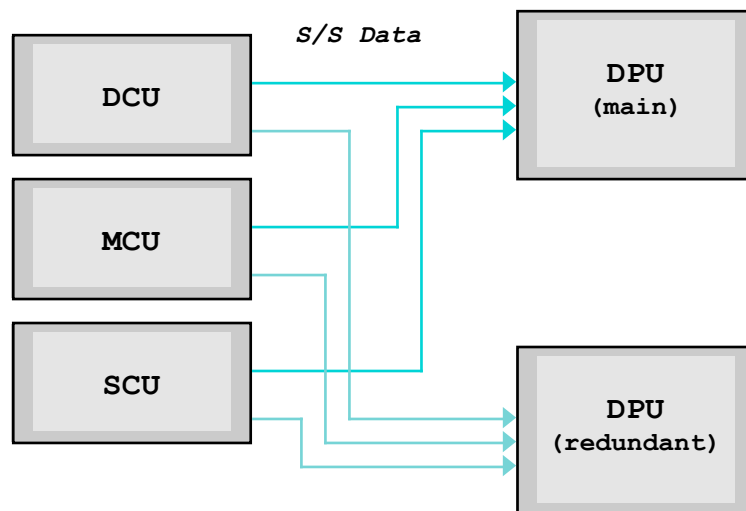 S/S Data
DCU
DPU
(main)
MCU
SCU
DPU
(redundant)